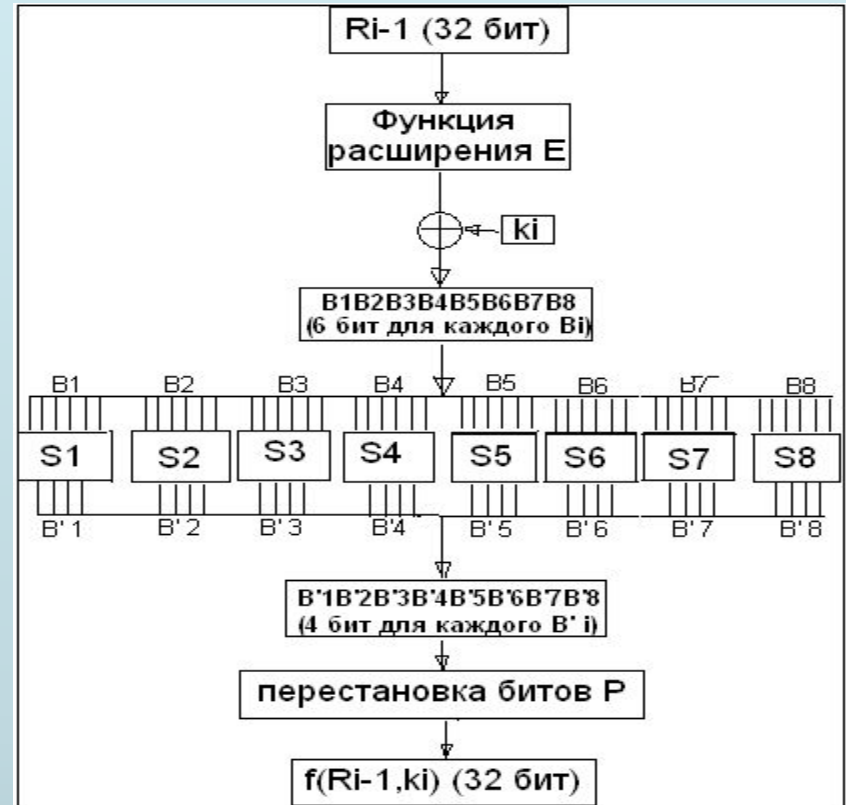 Ri-1 (32 бит)
Функция
расширения E
ki
B1B2B3B4B5B6B7B8
(6 бит для каждого Bi)
B1 B2 B3 B4 B5 B6 B7 B8
S1 S2 S3 S4 S5 S6 S7 S8
B'1 B'2 B'3 B'4 B'5 B'6 B'7 B'8
B'1B'2B'3B'4B'5B'6B'7B'8
(4 бит для каждого B' i)
перестановка битов P
f(Ri-1,ki) (32 бит)